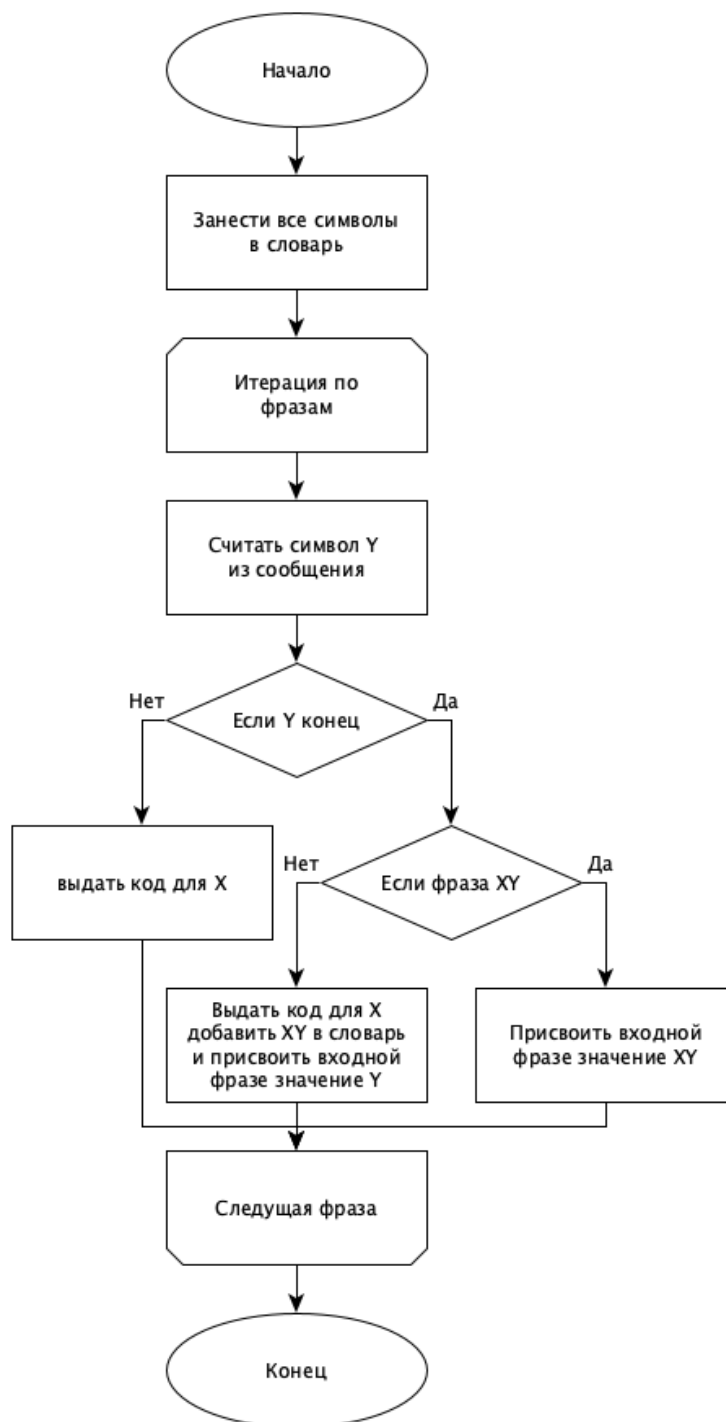 Начало
Занести все символы
в словарь
Итерация по
фразам
Считать символ Y
из сообщения
Нет
Если Y конец
Да
выдать код для X
Нет
Если фраза XY
Да
Выдать код для X
добавить XY в словарь
и присвоить входной
фразе значение Y
Присвоить входной
фразе значение XY
Следущая фраза
Конец